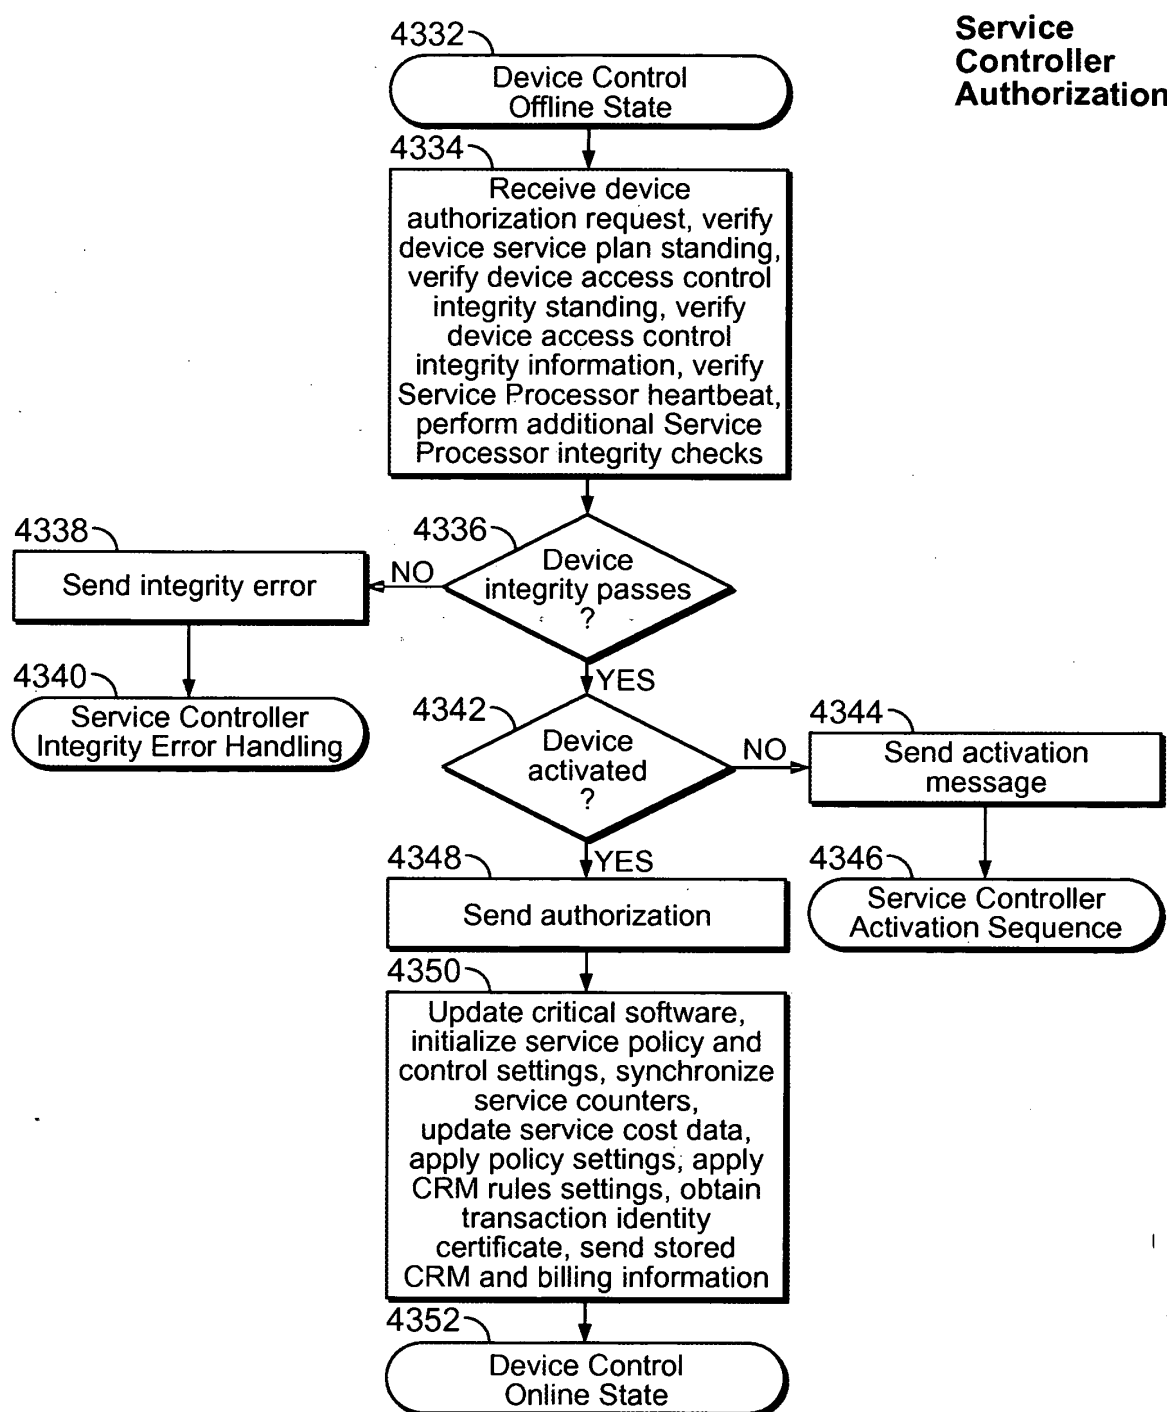 Service
Controller
Authorization
4332
Device Control
Offline State
4334
Receive device
authorization request, verify
device service plan standing,
verify device access control
integrity standing, verify
device access control
integrity information, verify
Service Processor heartbeat,
perform additional Service
Processor integrity checks
4336
Device
integrity passes
?
NO
4338
Send integrity error
4340
Service Controller
Integrity Error Handling
YES
4342
Device
activated
?
NO
4344
Send activation
message
4346
Service Controller
Activation Sequence
YES
4348
Send authorization
4350
Update critical software,
initialize service policy and
control settings, synchronize
service counters,
update service cost data,
apply policy settings, apply
CRM rules settings, obtain
transaction identity
certificate, send stored
CRM and billing information
4352
Device Control
Online State